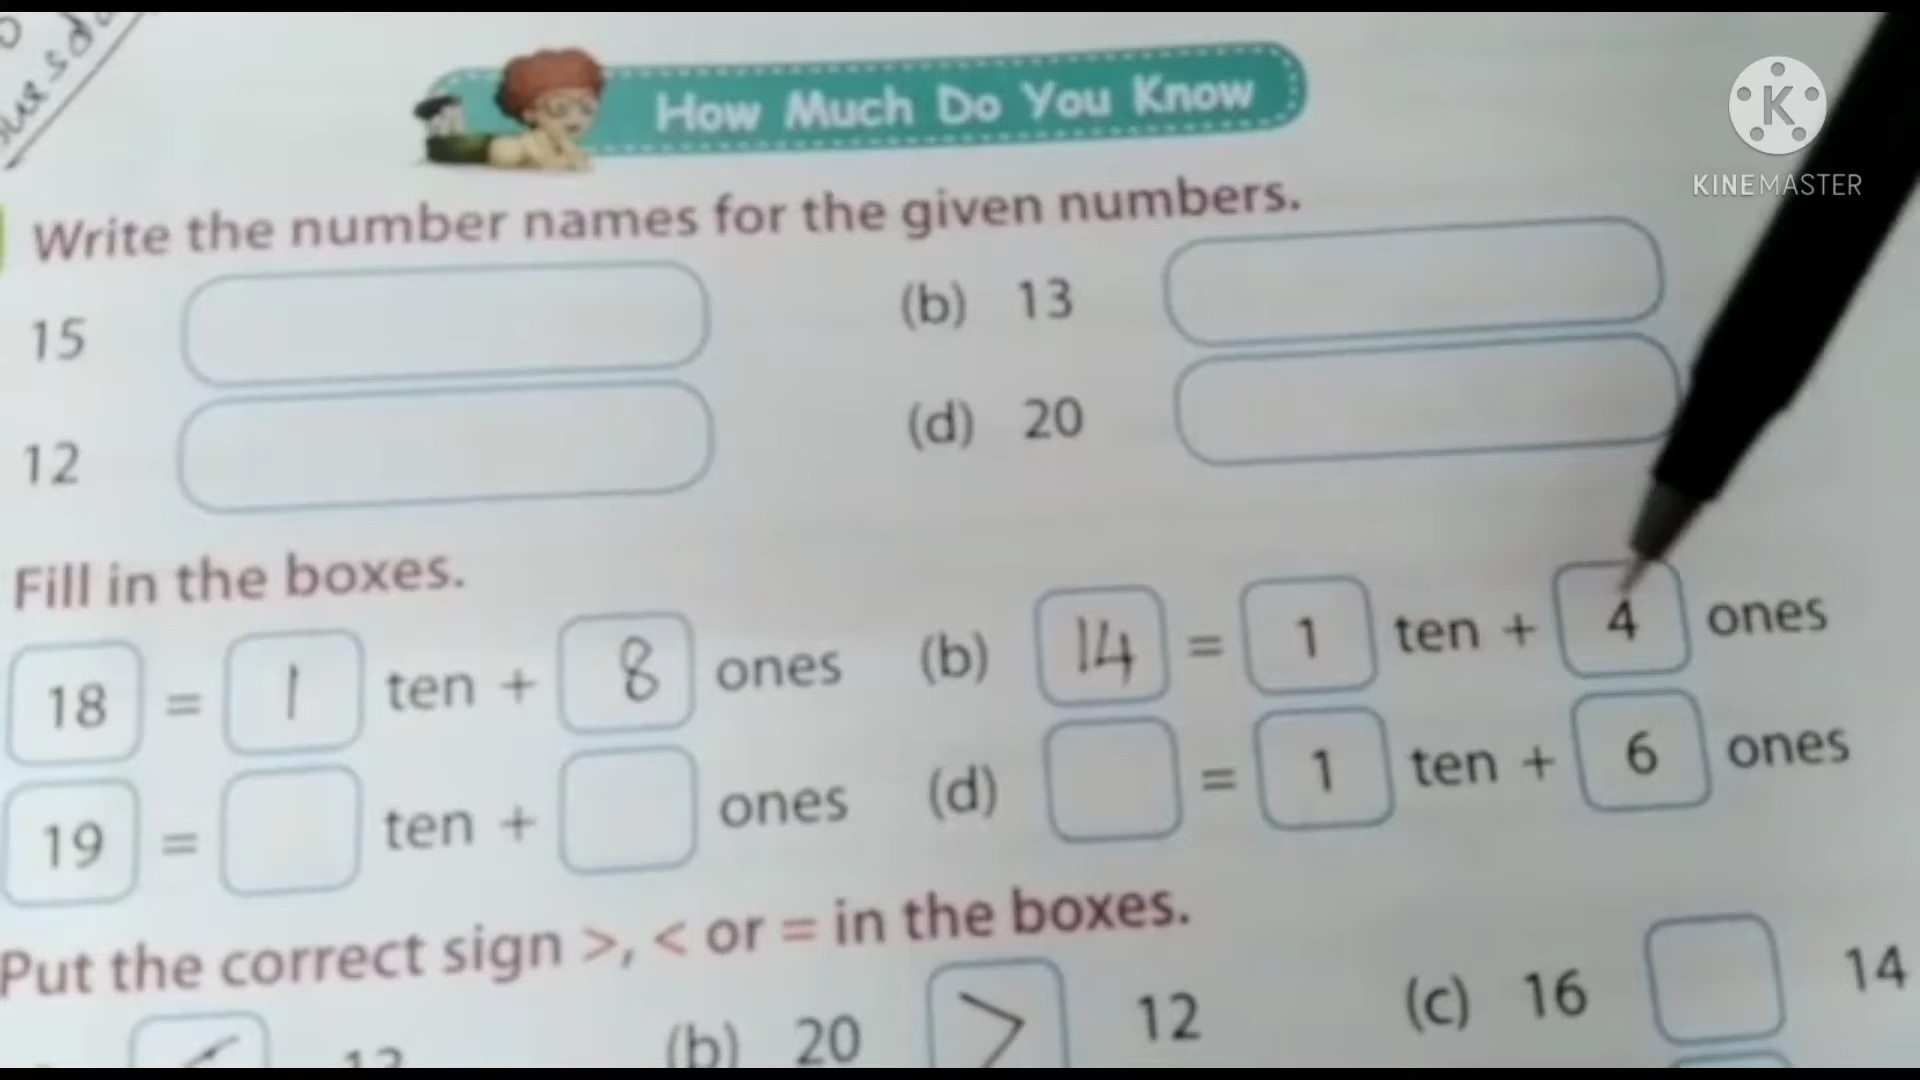 How Much Do You Know
KINEMASTER
Write the number names for the given numbers.
15 (b) 13
12 (d) 20
Fill in the boxes.
18 = 1 ten + 8 ones (b) 14 = 1 ten + 4 ones
19 = ten + ones (d) = 1 ten + 6 ones
Put the correct sign >, < or = in the boxes.
(b) 20 > 12 (c) 16 14